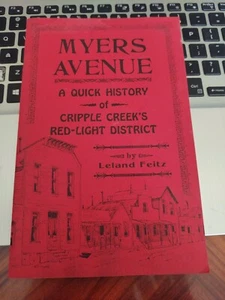 MYERS
AVENUE
A QUICK HISTORY
of
CRIPPLE CREEK'S
RED-LIGHT DISTRICT
by
Leland Feitz